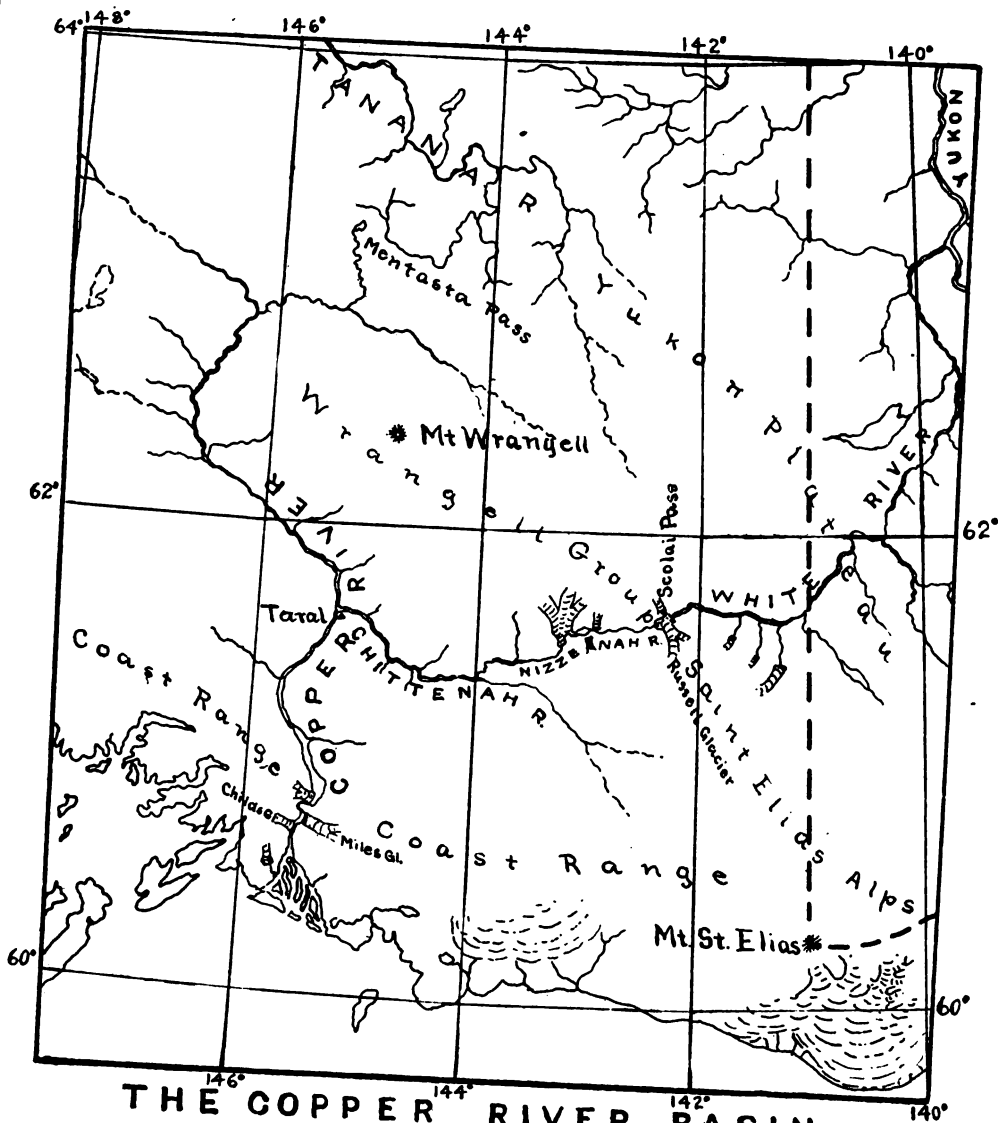 64° 148° 146° 144° 142° 140°
TANANA R
YUKON
Mentasta Pass
Yukon Plateau
Wrangell Group
Mt Wrangell
62°
62°
RIVER
Scolai Pass
COPPER RIVER
Taral
WHITE
CHITTENAH R.
NIZZENAH R.
Coast Range
Saint Elias Alps
Russell Glacier
Childs Gl
Miles Gl.
Coast Range
Mt. St. Elias
60°
60°
146° 144° 142° 140°
THE COPPER RIVER BASIN